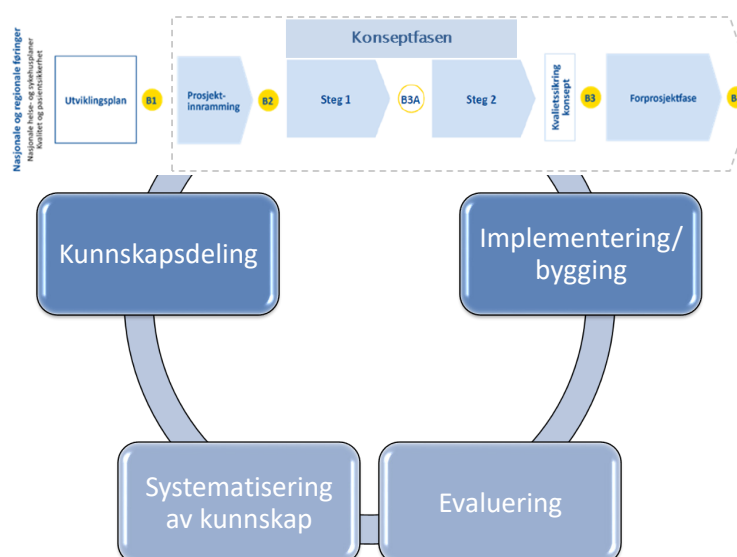 Nasjonale og regionale føringer
Nasjonale helse- og sykehusplaner
Kvalitet og pasientsikkerhet
Konseptfasen
Utviklingsplan
B1
Prosjekt-
innramming
B2
Steg 1
B3A
Steg 2
Kvalietssikring
konsept
B3
Forprosjektfase
Kunnskapsdeling
Implementering/
bygging
Systematisering
av kunnskap
Evaluering